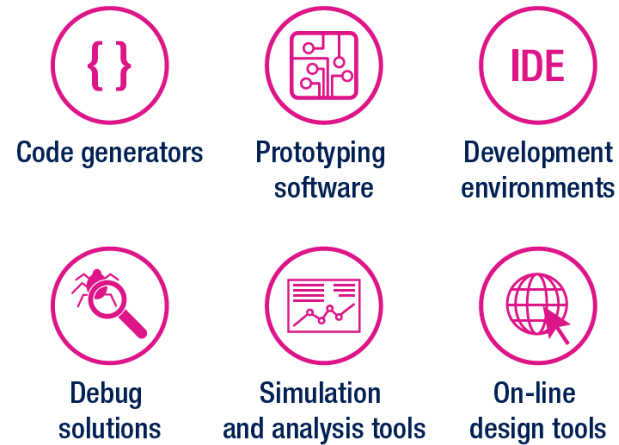 { }
IDE
Code generators
Prototyping
software
Development
environments
Debug
solutions
Simulation
and analysis tools
On-line
design tools